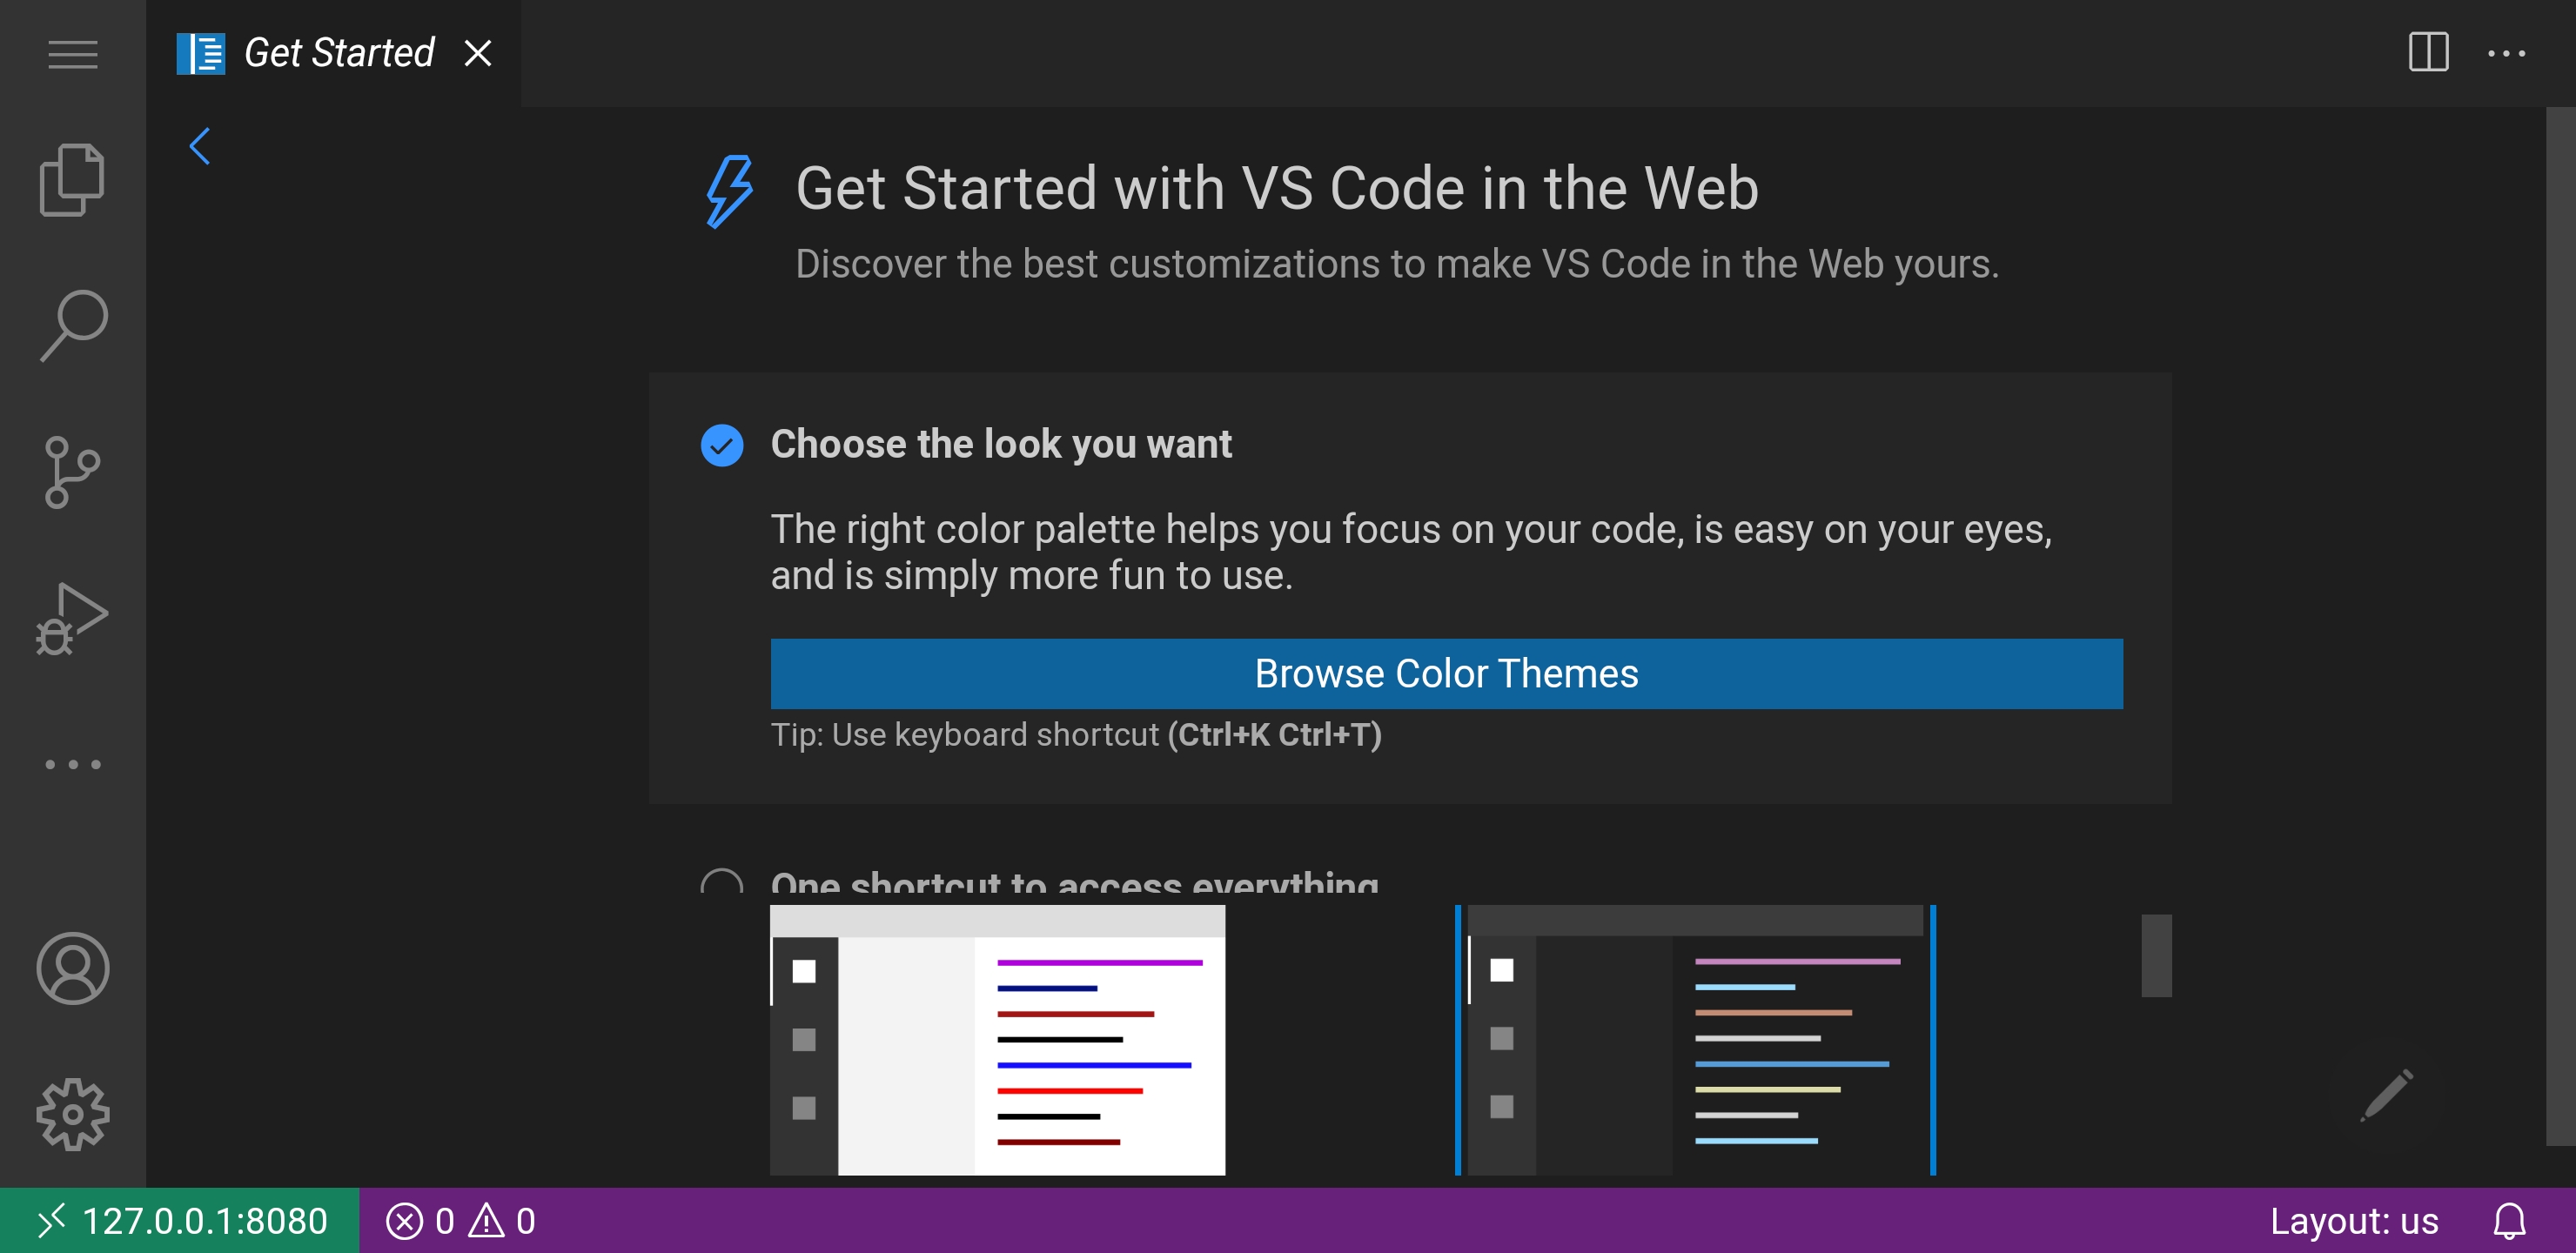 Get Started
Get Started with VS Code in the Web
Discover the best customizations to make VS Code in the Web yours.
Choose the look you want
The right color palette helps you focus on your code, is easy on your eyes,
and is simply more fun to use.
Browse Color Themes
Tip: Use keyboard shortcut (Ctrl+K Ctrl+T)
One shortcut to access everything
127.0.0.1:8080 0 0 Layout: us